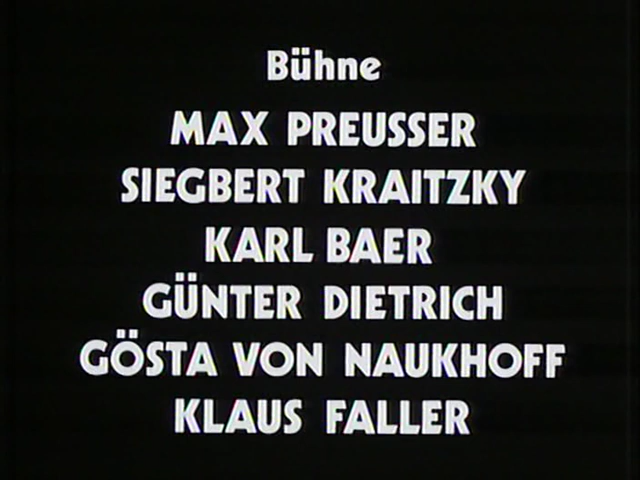 Bühne
MAX PREUSSER
SIEGBERT KRAITZKY
KARL BAER
GÜNTER DIETRICH
GÖSTA VON NAUKHOFF
KLAUS FALLER